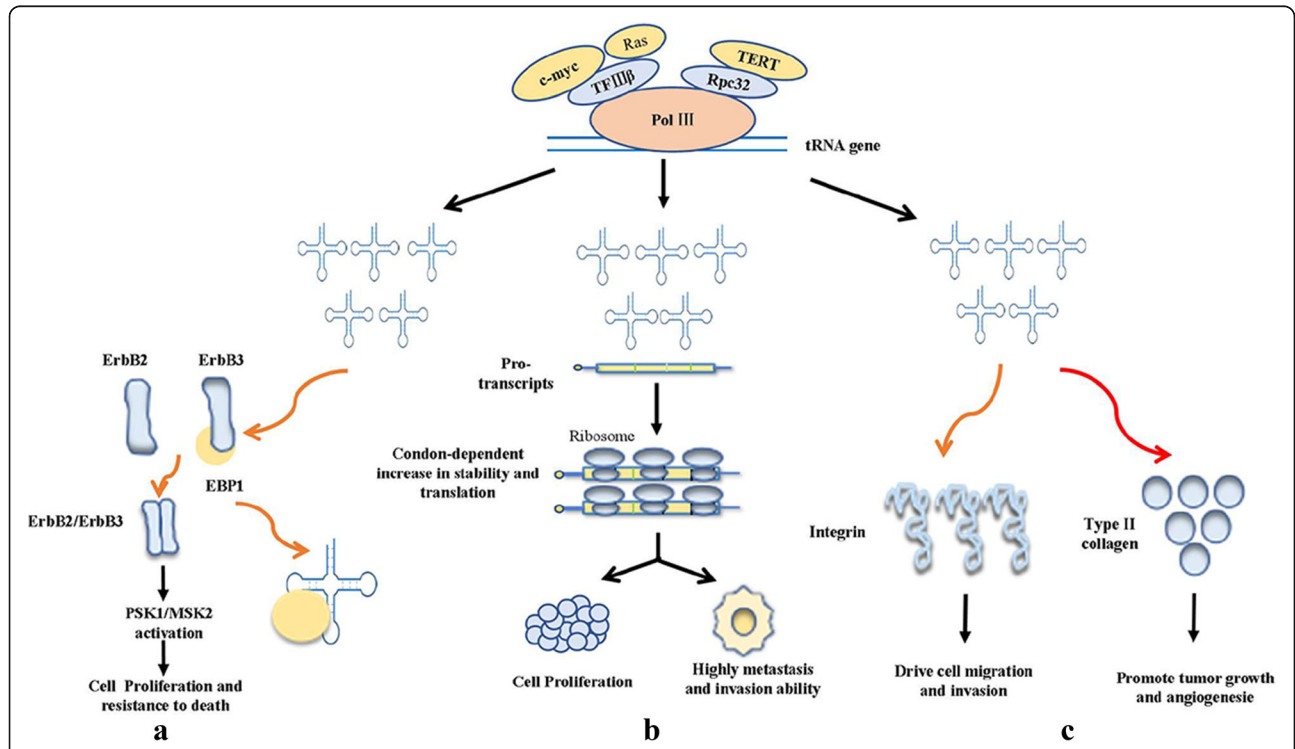 c-myc
Ras
TFIIIβ
TERT
Rpc32
Pol III
tRNA gene
ErbB2
ErbB3
EBP1
ErbB2/ErbB3
PSK1/MSK2
activation
Cell Proliferation and
resistance to death
a
Pro-
transcripts
Ribosome
Condon-dependent
increase in stability and
translation
Cell Proliferation
Highly metastasis
and invasion ability
b
Integrin
Type II
collagen
Drive cell migration
and invasion
Promote tumor growth
and angiogenesie
c